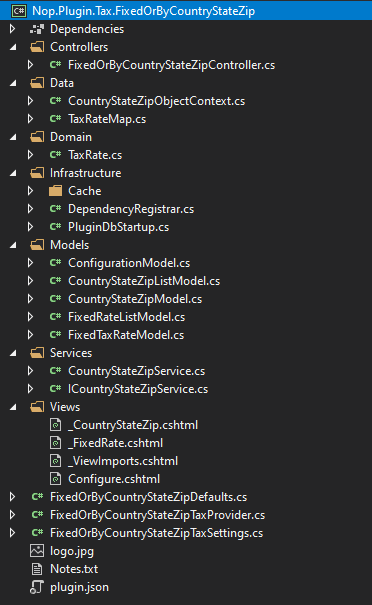 C# Nop.Plugin.Tax.FixedOrByCountryStateZip
Dependencies
Controllers
C# FixedOrByCountryStateZipController.cs
Data
C# CountryStateZipObjectContext.cs
C# TaxRateMap.cs
Domain
C# TaxRate.cs
Infrastructure
Cache
C# DependencyRegistrar.cs
C# PluginDbStartup.cs
Models
C# ConfigurationModel.cs
C# CountryStateZipListModel.cs
C# CountryStateZipModel.cs
C# FixedRateListModel.cs
C# FixedTaxRateModel.cs
Services
C# CountryStateZipService.cs
C# ICountryStateZipService.cs
Views
_CountryStateZip.cshtml
_FixedRate.cshtml
_ViewImports.cshtml
Configure.cshtml
C# FixedOrByCountryStateZipDefaults.cs
C# FixedOrByCountryStateZipTaxProvider.cs
C# FixedOrByCountryStateZipTaxSettings.cs
logo.jpg
Notes.txt
plugin.json